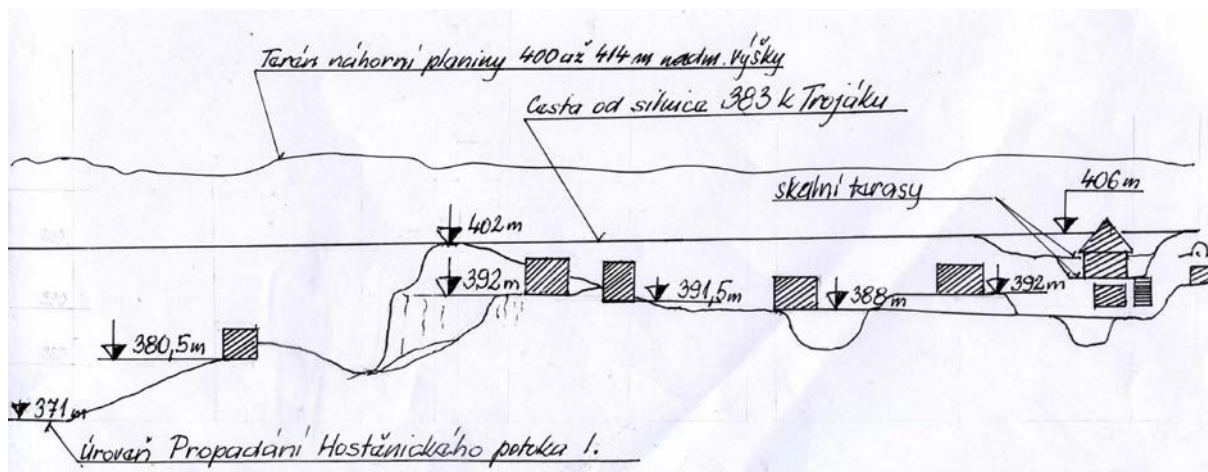 Terén náhorní planiny 400 až 414 m nadm. výšky
Cesta od silnice 383 k Trojáku
skalní terasy
406 m
402 m
392 m
391,5 m
388 m
392 m
380,5 m
371 m
Úroveň Propadání Hostěnického potoka 1.